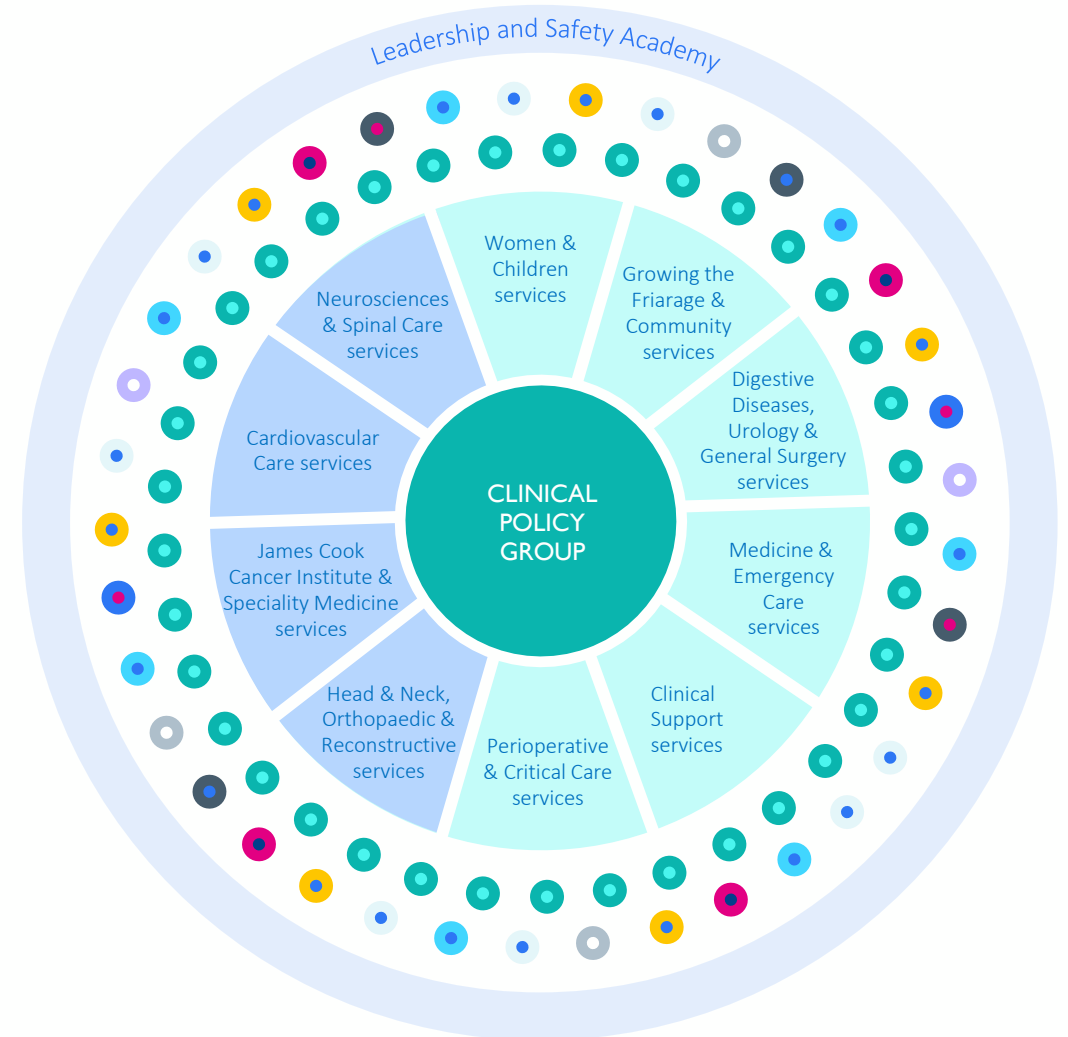 Leadership and Safety Academy
Women &
Children
services
Growing the
Friarage &
Community
services
Digestive
Diseases,
Urology &
General Surgery
services
Medicine &
Emergency
Care
services
Clinical
Support
services
Perioperative
& Critical Care
services
Head & Neck,
Orthopaedic &
Reconstructive
services
James Cook
Cancer Institute &
Speciality Medicine
services
Cardiovascular
Care services
Neurosciences
& Spinal Care
services
CLINICAL
POLICY
GROUP